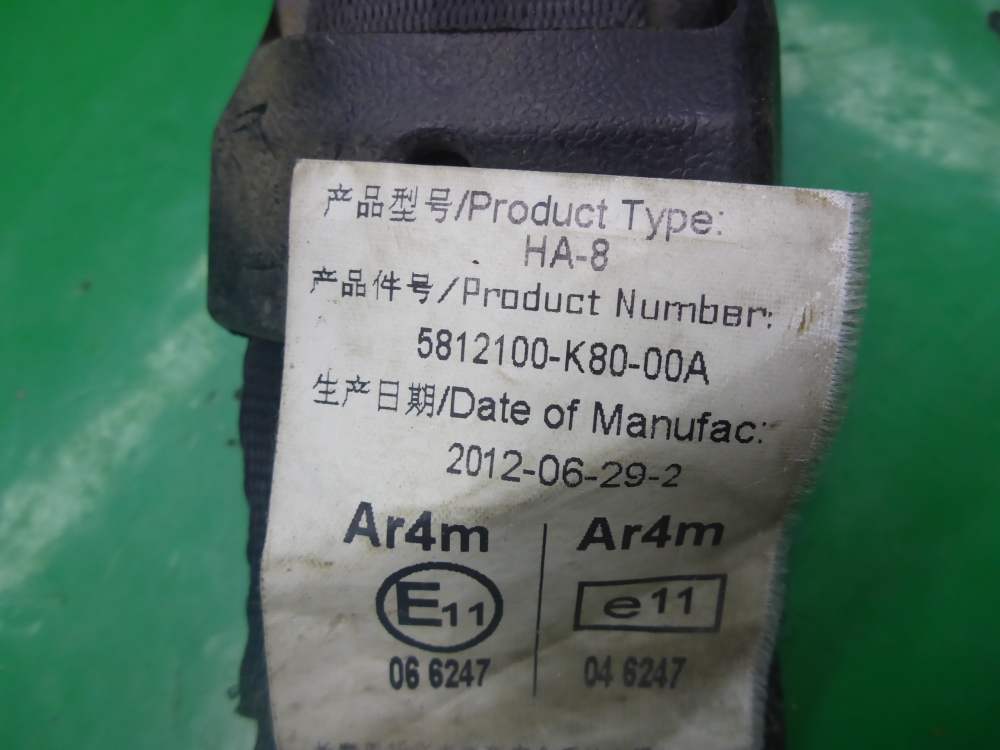 产品型号/Product Type:
HA-8
产品件号/Product Number:
5812100-K80-00A
生产日期/Date of Manufac:
2012-06-29-2
Ar4m
E11
06 6247
Ar4m
e11
04 6247